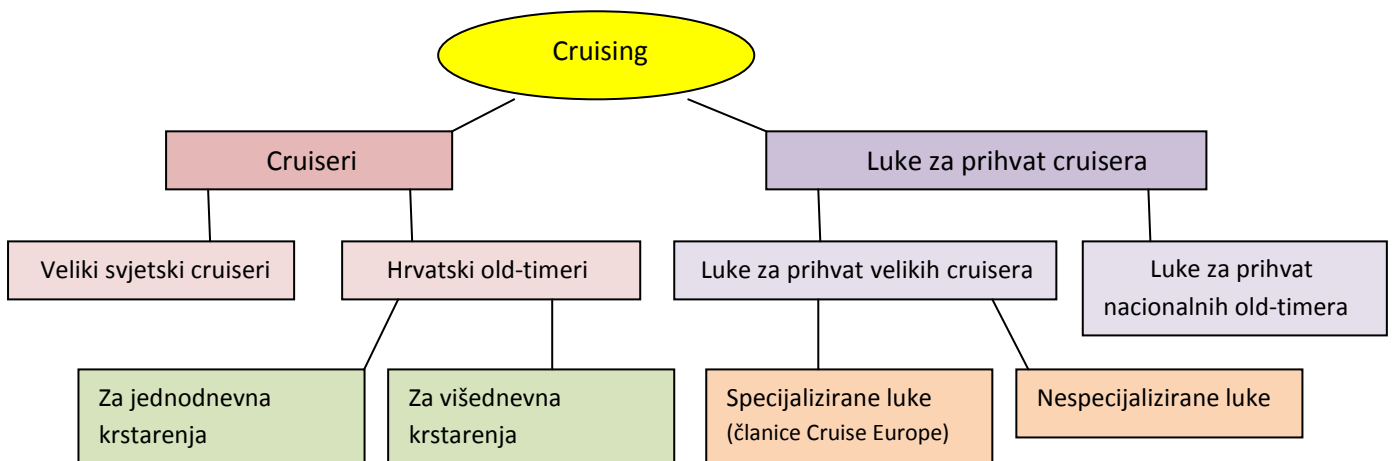 Cruising
Cruiseri
Luke za prihvat cruisera
Veliki svjetski cruiseri
Hrvatski old-timeri
Luke za prihvat velikih cruisera
Luke za prihvat
nacionalnih old-timera
Za jednodnevna
krstarenja
Za višednevna
krstarenja
Specijalizirane luke
(članice Cruise Europe)
Nespecijalizirane luke